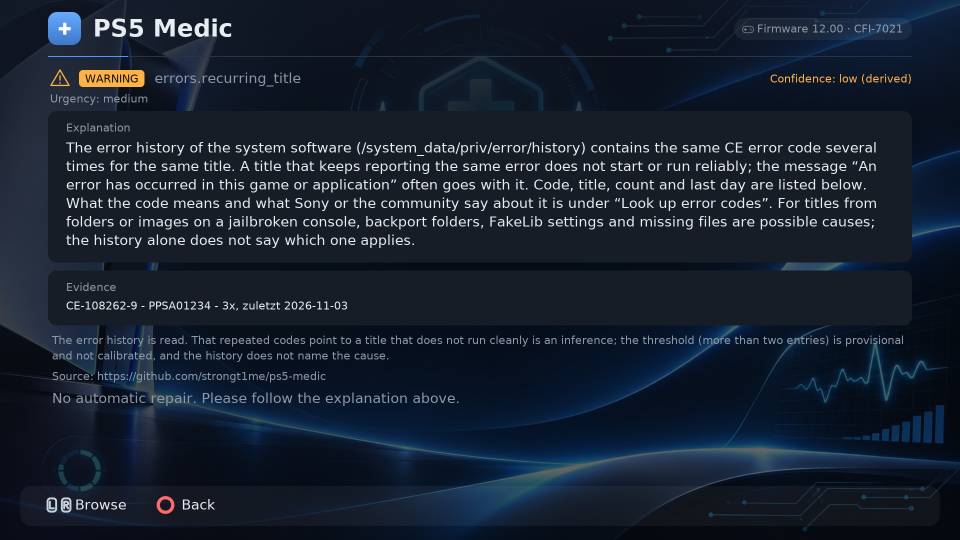 PS5 Medic
Firmware 12.00 · CFI-7021
WARNING errors.recurring_title
Confidence: low (derived)
Urgency: medium
Explanation
The error history of the system software (/system_data/priv/error/history) contains the same CE error code several
times for the same title. A title that keeps reporting the same error does not start or run reliably; the message “An
error has occurred in this game or application” often goes with it. Code, title, count and last day are listed below.
What the code means and what Sony or the community say about it is under “Look up error codes”. For titles from
folders or images on a jailbroken console, backport folders, FakeLib settings and missing files are possible causes;
the history alone does not say which one applies.
Evidence
CE-108262-9 - PPSA01234 - 3x, zuletzt 2026-11-03
The error history is read. That repeated codes point to a title that does not run cleanly is an inference; the threshold (more than two entries) is provisional
and not calibrated, and the history does not name the cause.
Source: https://github.com/strongt1me/ps5-medic
No automatic repair. Please follow the explanation above.
L R Browse
Back